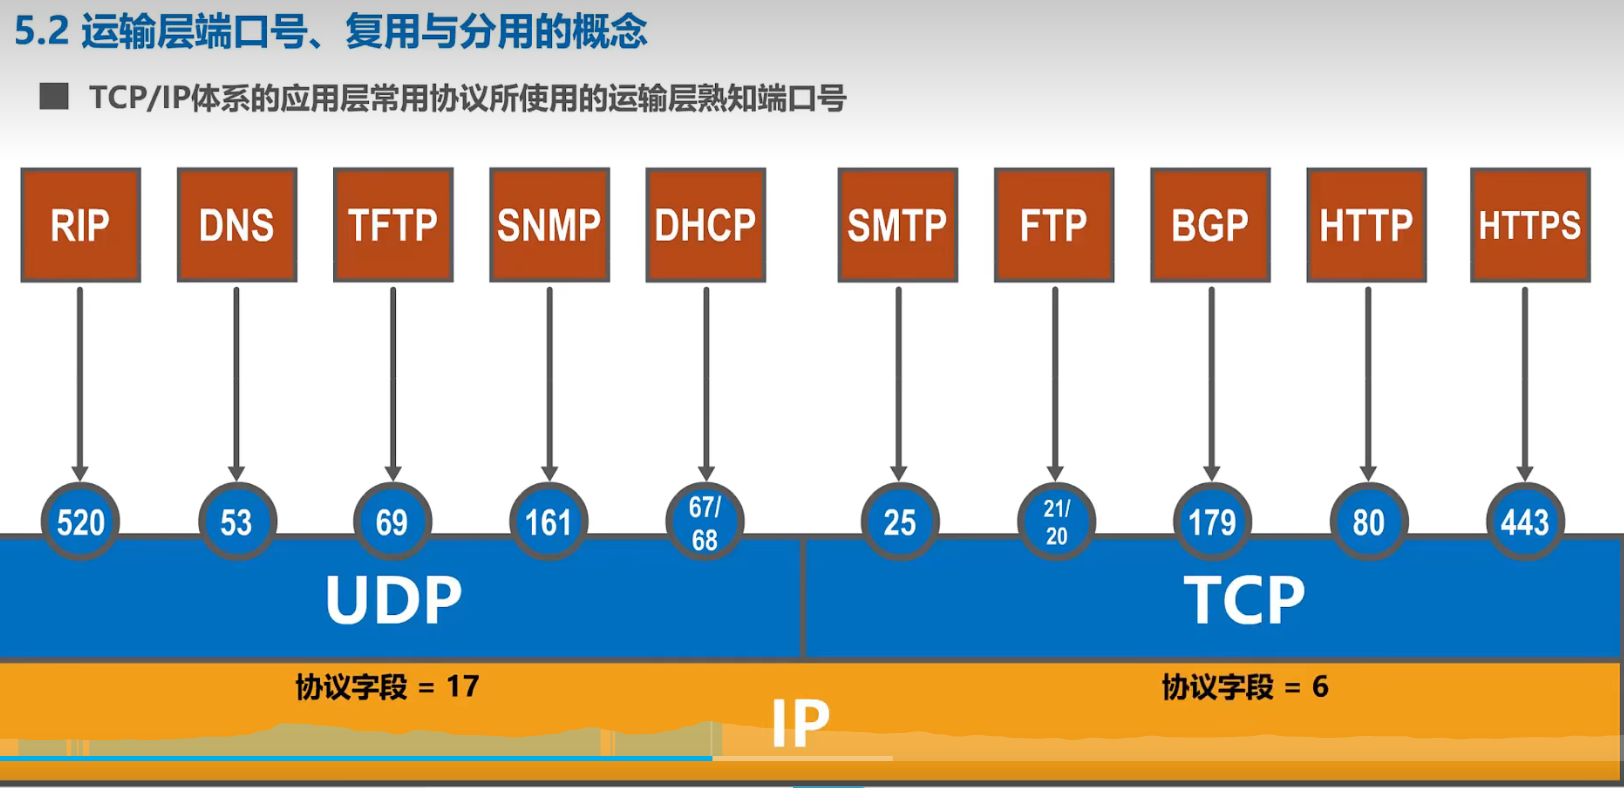 5.2 运输层端口号、复用与分用的概念
TCP/IP体系的应用层常用协议所使用的运输层熟知端口号
RIP
DNS
TFTP
SNMP
DHCP
SMTP
FTP
BGP
HTTP
HTTPS
520
53
69
161
67/
68
25
21/
20
179
80
443
UDP
TCP
协议字段 = 17
协议字段 = 6
IP